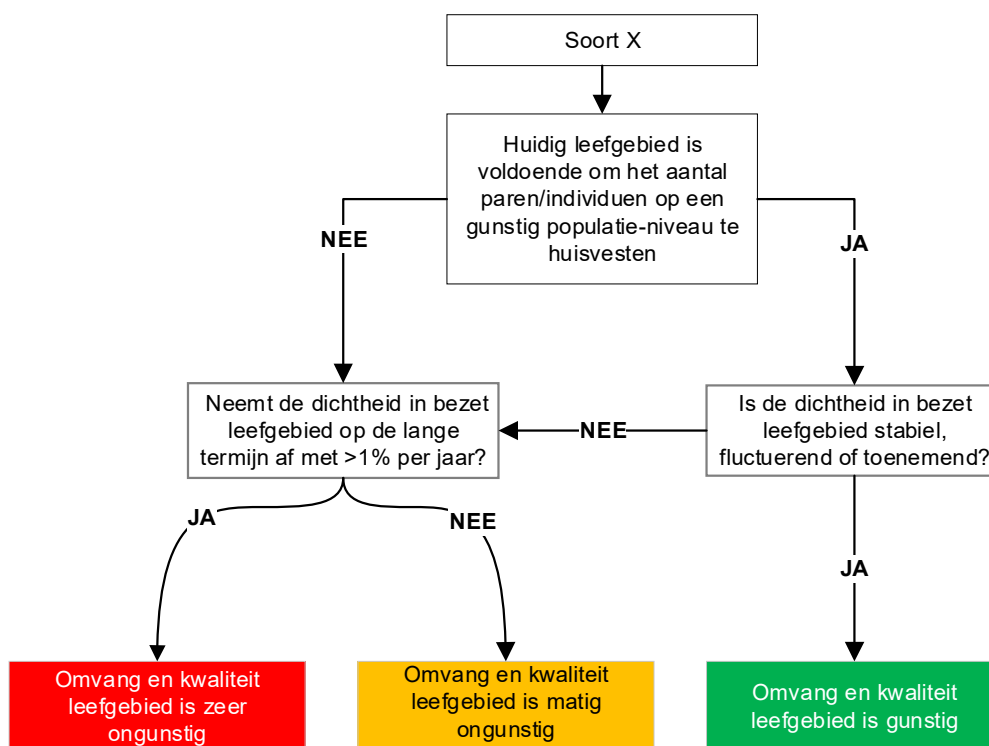 Soort X
Huidig leefgebied is
voldoende om het aantal
paren/individuen op een
gunstig populatie-niveau te
huisvesten
NEE
JA
Neemt de dichtheid in bezet
leefgebied op de lange
termijn af met >1% per jaar?
NEE
Is de dichtheid in bezet
leefgebied stabiel,
fluctuerend of toenemend?
JA
NEE
JA
Omvang en kwaliteit
leefgebied is zeer
ongunstig
Omvang en kwaliteit
leefgebied is matig
ongunstig
Omvang en kwaliteit
leefgebied is gunstig